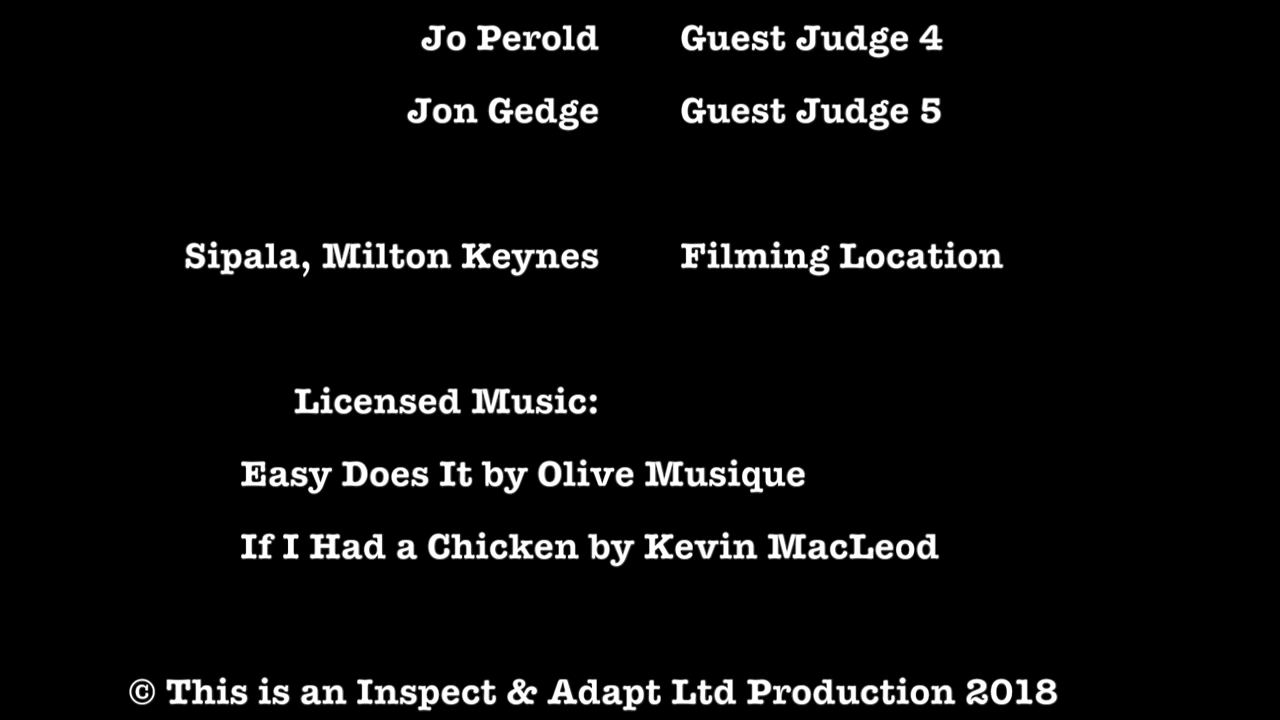 Jo Perold Guest Judge 4
Jon Gedge Guest Judge 5
Sipala, Milton Keynes Filming Location
Licensed Music:
Easy Does It by Olive Musique
If I Had a Chicken by Kevin MacLeod
© This is an Inspect & Adapt Ltd Production 2018